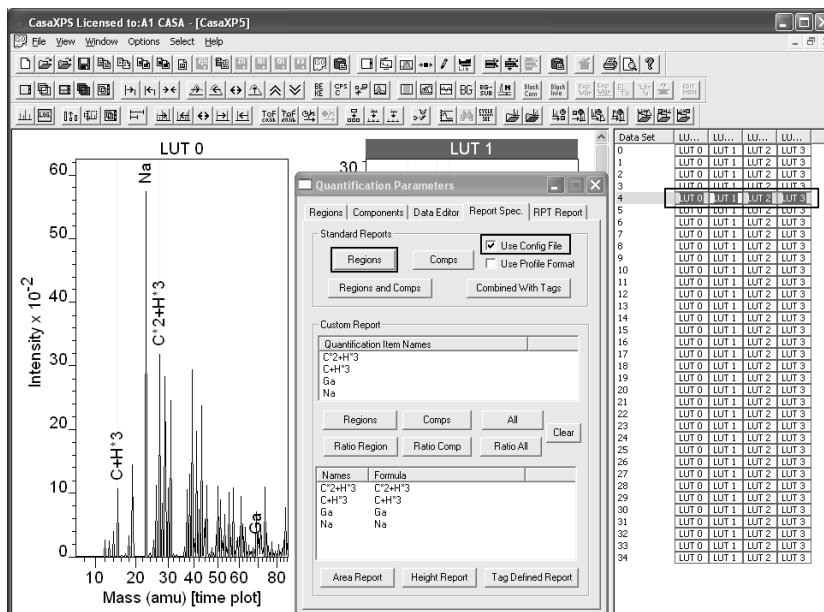 CasaXPS Licensed to:A1 CASA - [CasaXP5]
File View Window Options Select Help
LUT 0
LUT 1
60
50
40
30
20
10
0
30
Intensity x 10⁻²
Na
C*2+H*3
C+H*3
Ga
10 20 30 40 50 60 80
Mass (amu) [time plot]
Quantification Parameters
Regions Components Data Editor Report Spec. RPT Report
Standard Reports
Regions
Comps
Use Config File
Use Profile Format
Regions and Comps
Combined With Tags
Custom Report
Quantification Item Names
C*2+H*3
C+H*3
Ga
Na
Regions Comps All
Clear
Ratio Region Ratio Comp Ratio All
Names Formula
C*2+H*3 C*2+H*3
C+H*3 C+H*3
Ga Ga
Na Na
Area Report Height Report Tag Defined Report
Data Set LU... LU... LU... LU...
0 LUT 0 LUT 1 LUT 2 LUT 3
1 LUT 0 LUT 1 LUT 2 LUT 3
2 LUT 0 LUT 1 LUT 2 LUT 3
3 LUT 0 LUT 1 LUT 2 LUT 3
4 LUT 0 LUT 1 LUT 2 LUT 3
5 LUT 0 LUT 1 LUT 2 LUT 3
6 LUT 0 LUT 1 LUT 2 LUT 3
7 LUT 0 LUT 1 LUT 2 LUT 3
8 LUT 0 LUT 1 LUT 2 LUT 3
9 LUT 0 LUT 1 LUT 2 LUT 3
10 LUT 0 LUT 1 LUT 2 LUT 3
11 LUT 0 LUT 1 LUT 2 LUT 3
12 LUT 0 LUT 1 LUT 2 LUT 3
13 LUT 0 LUT 1 LUT 2 LUT 3
14 LUT 0 LUT 1 LUT 2 LUT 3
15 LUT 0 LUT 1 LUT 2 LUT 3
16 LUT 0 LUT 1 LUT 2 LUT 3
17 LUT 0 LUT 1 LUT 2 LUT 3
18 LUT 0 LUT 1 LUT 2 LUT 3
19 LUT 0 LUT 1 LUT 2 LUT 3
20 LUT 0 LUT 1 LUT 2 LUT 3
21 LUT 0 LUT 1 LUT 2 LUT 3
22 LUT 0 LUT 1 LUT 2 LUT 3
23 LUT 0 LUT 1 LUT 2 LUT 3
24 LUT 0 LUT 1 LUT 2 LUT 3
25 LUT 0 LUT 1 LUT 2 LUT 3
26 LUT 0 LUT 1 LUT 2 LUT 3
27 LUT 0 LUT 1 LUT 2 LUT 3
28 LUT 0 LUT 1 LUT 2 LUT 3
29 LUT 0 LUT 1 LUT 2 LUT 3
30 LUT 0 LUT 1 LUT 2 LUT 3
31 LUT 0 LUT 1 LUT 2 LUT 3
32 LUT 0 LUT 1 LUT 2 LUT 3
33 LUT 0 LUT 1 LUT 2 LUT 3
34 LUT 0 LUT 1 LUT 2 LUT 3